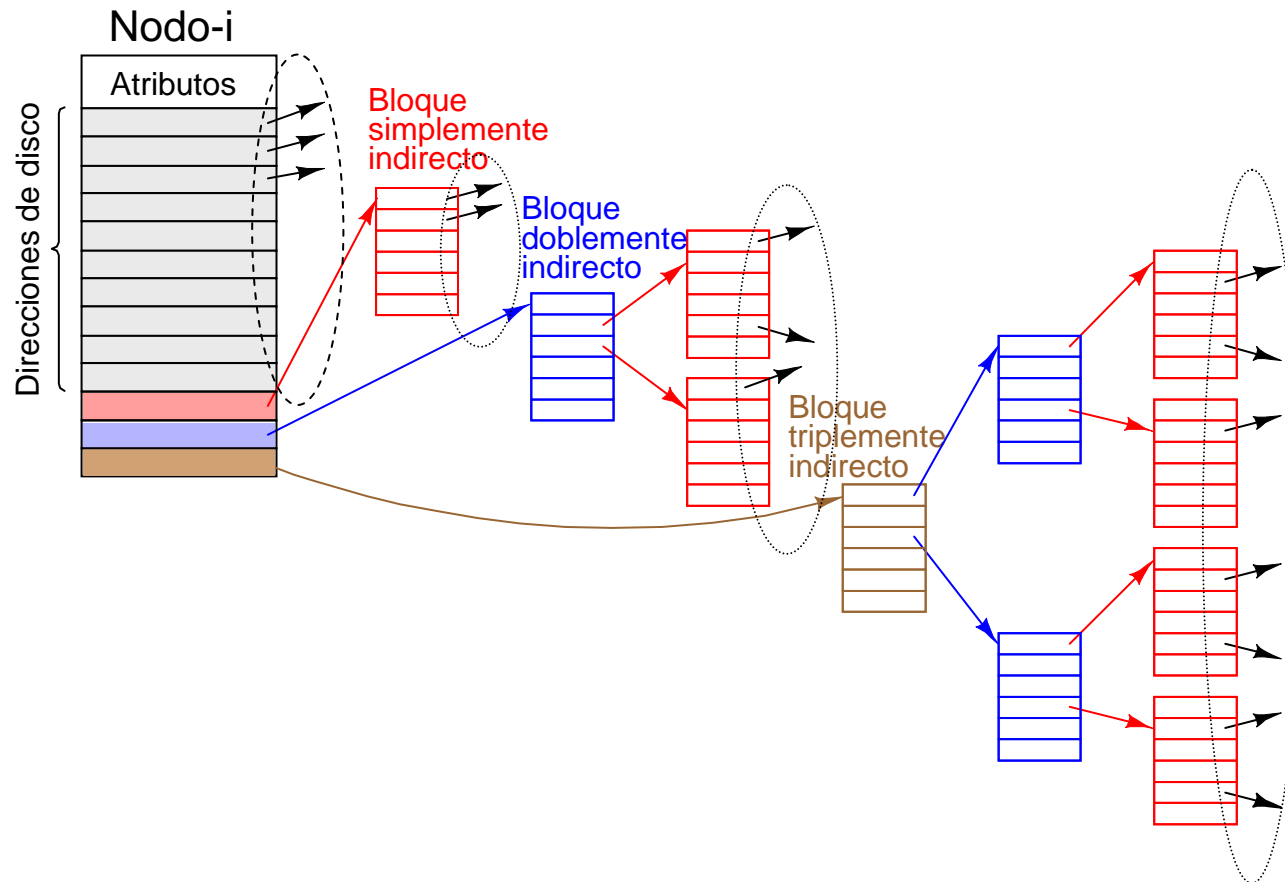 Nodo-i
Atributos
Direcciones de disco
Bloque
simplemente
indirecto
Bloque
doblemente
indirecto
Bloque
triplemente
indirecto